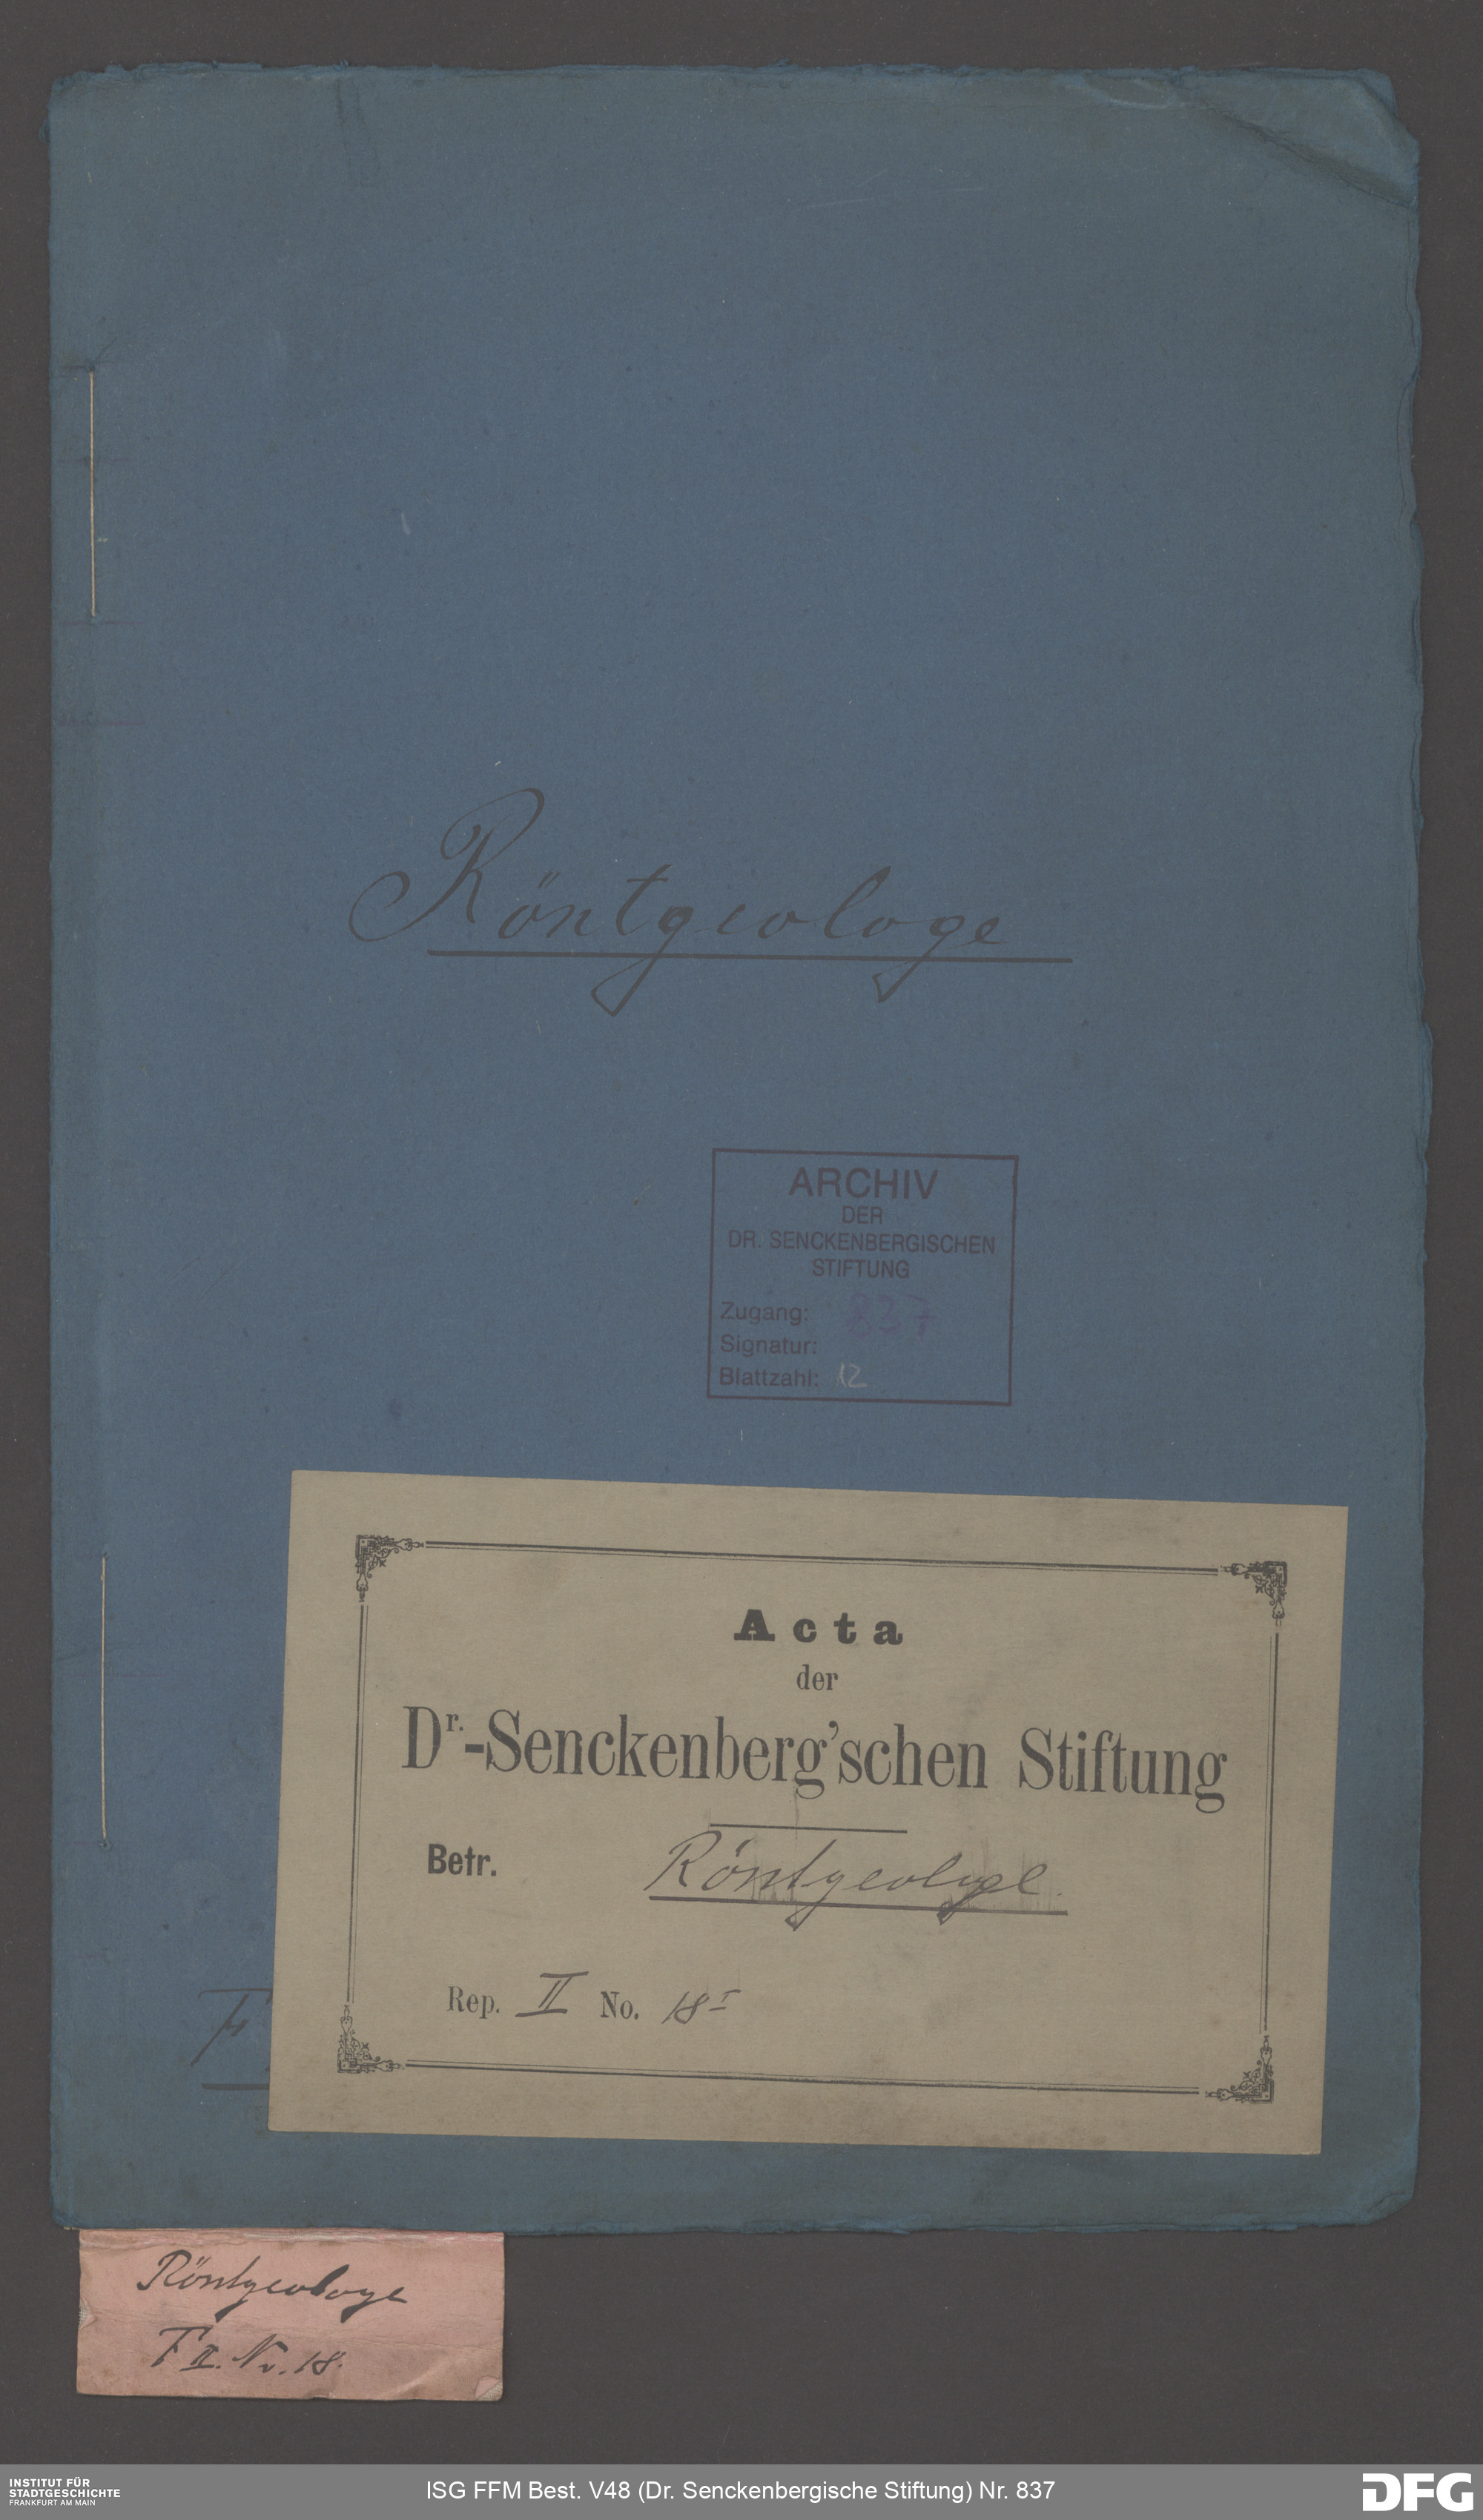 Röntgeologe
ARCHIV
DER
DR. SENCKENBERGISCHEN
STIFTUNG
Zugang: 837
Signatur:
Blattzahl: 12
Acta
der
Dr.-Senckenberg'schen Stiftung
Betr. Röntgeologe.
Rep. II No. 18 I
F
Röntgeologe
F II. No. 18.
INSTITUT FÜR
STADTGESCHICHTE
FRANKFURT AM MAIN
ISG FFM Best. V48 (Dr. Senckenbergische Stiftung) Nr. 837
DFG